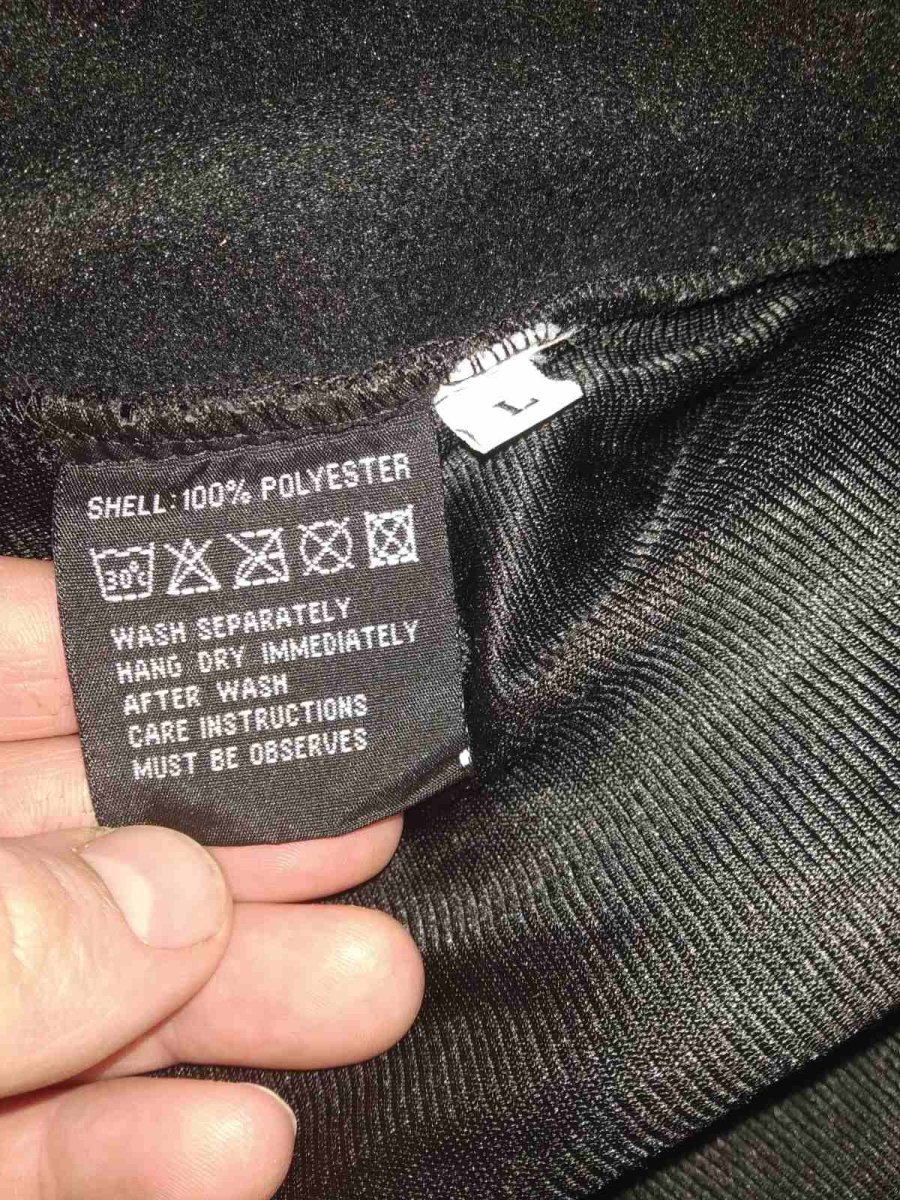 L
SHELL: 100% POLYESTER
30°C
WASH SEPARATELY
HANG DRY IMMEDIATELY
AFTER WASH
CARE INSTRUCTIONS
MUST BE OBSERVES